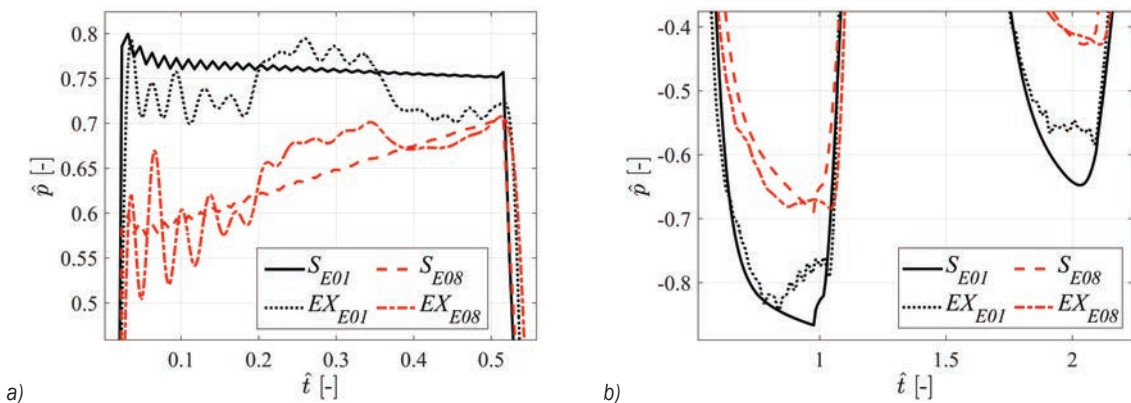 0.8
0.75
0.7
0.65
0.6
0.55
0.5
p̂ [-]
0.1 0.2 0.3 0.4 0.5
t̂ [-]
S_E01 S_E08
EX_E01 EX_E08
a)
-0.4
-0.5
-0.6
-0.7
-0.8
p̂ [-]
1 1.5 2
t̂ [-]
S_E01 S_E08
EX_E01 EX_E08
b)